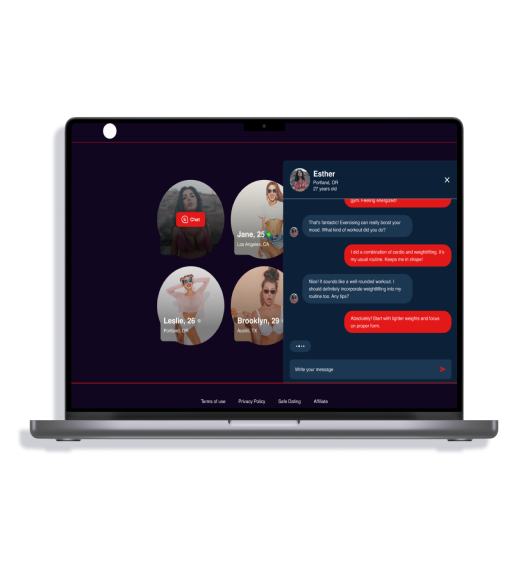 Esther
Portland, OR
27 years old
gym. Feeling energized!
That's fantastic! Exercising can really boost your
mood. What kind of workout did you do?
I did a combination of cardio and weightlifting. It's
my usual routine. Keeps me in shape!
Nice! It sounds like a well-rounded workout. I
should definitely incorporate weightlifting into my
routine too. Any tips?
Absolutely! Start with lighter weights and focus
on proper form.
Write your message
Chat
Jane, 25
Los Angeles, CA
Leslie, 26
Portland, OR
Brooklyn, 29
Austin, TX
Terms of use Privacy Policy Safe Dating Affiliate